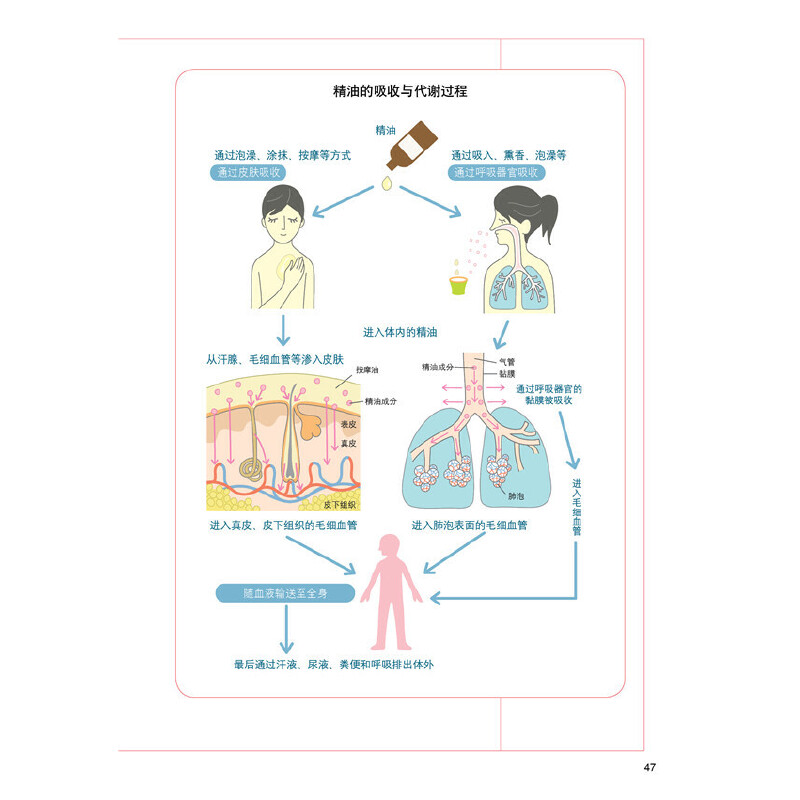 精油的吸收与代谢过程
精油
通过泡澡、涂抹、按摩等方式
通过皮肤吸收
通过吸入、熏香、泡澡等
通过呼吸器官吸收
进入体内的精油
从汗腺、毛细血管等渗入皮肤
按摩油
精油成分
表皮
真皮
皮下组织
气管
黏膜
精油成分
通过呼吸器官的
黏膜被吸收
肺泡
进入毛细血管
进入真皮、皮下组织的毛细血管
进入肺泡表面的毛细血管
随血液输送至全身
最后通过汗液、尿液、粪便和呼吸排出体外
47